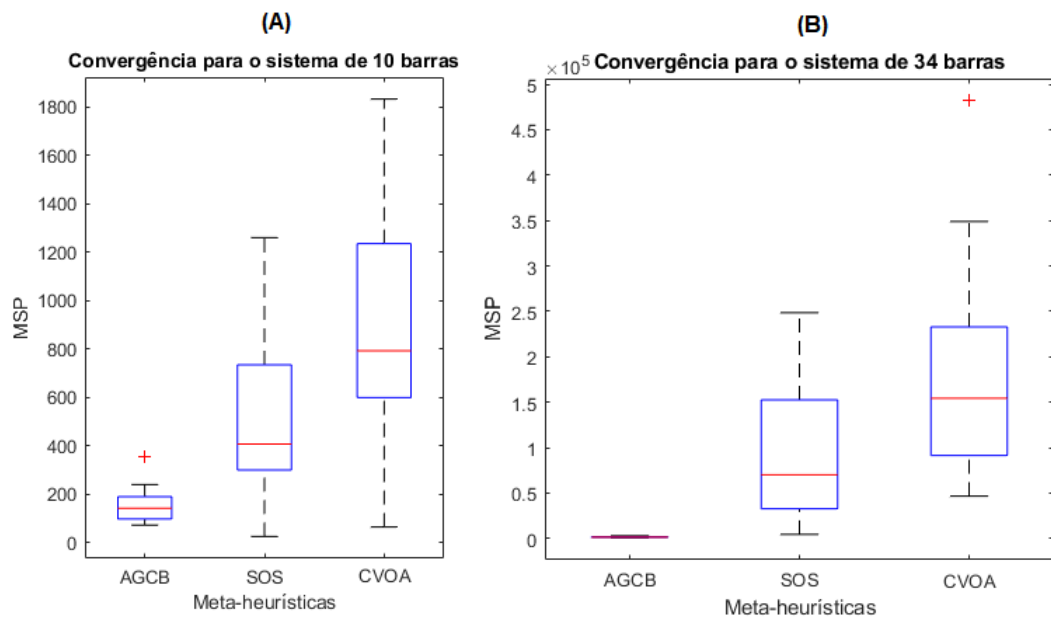 (A)
Convergência para o sistema de 10 barras
1800
1600
1400
1200
1000
800
600
400
200
0
MSP
AGCB SOS CVOA
Meta-heurísticas
(B)
×10^5 Convergência para o sistema de 34 barras
5
4.5
4
3.5
3
2.5
2
1.5
1
0.5
0
MSP
AGCB SOS CVOA
Meta-heurísticas